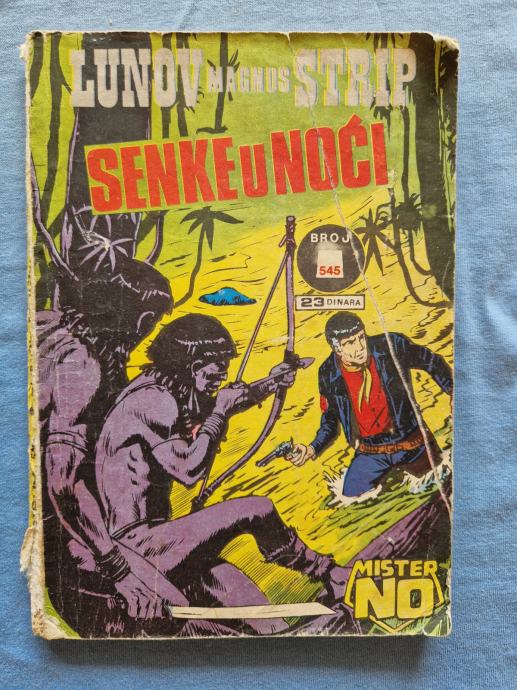 LUNOV MAGNUS STRIP
SENKE U NOĆI
BROJ
545
23 DINARA
MISTER
NO